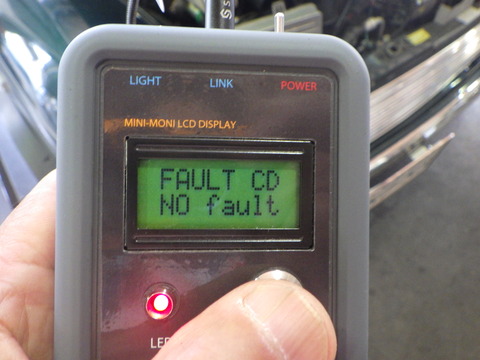 LIGHT LINK POWER
MINI-MONI LCD DISPLAY
FAULT CD
NO fault